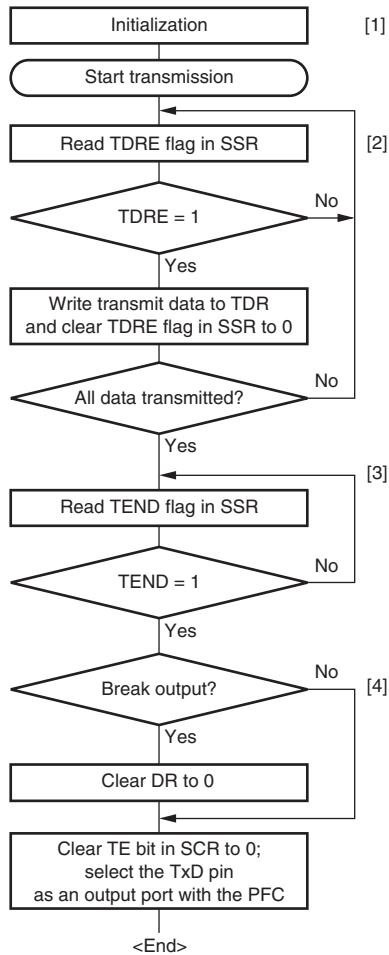 Initialization [1]
Start transmission
Read TDRE flag in SSR [2]
TDRE = 1
No
Yes
Write transmit data to TDR
and clear TDRE flag in SSR to 0
All data transmitted?
No
Yes
[3]
Read TEND flag in SSR
TEND = 1
No
Yes
Break output?
No
[4]
Yes
Clear DR to 0
Clear TE bit in SCR to 0;
select the TxD pin
as an output port with the PFC
<End>